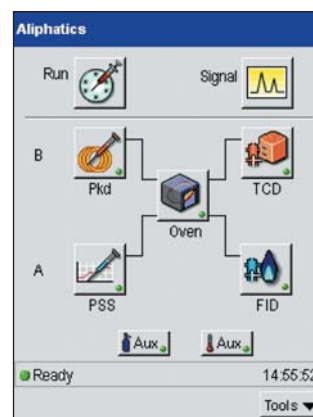 Aliphatics
Run Signal
B
Pkd TCD
Oven
A
PSS FID
Aux Aux
Ready 14:55:52
Tools